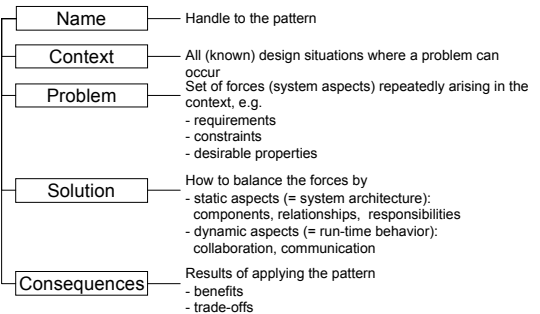 Name
Handle to the pattern
Context
All (known) design situations where a problem can
occur
Problem
Set of forces (system aspects) repeatedly arising in the
context, e.g.
- requirements
- constraints
- desirable properties
Solution
How to balance the forces by
- static aspects (= system architecture):
components, relationships, responsibilities
- dynamic aspects (= run-time behavior):
collaboration, communication
Consequences
Results of applying the pattern
- benefits
- trade-offs